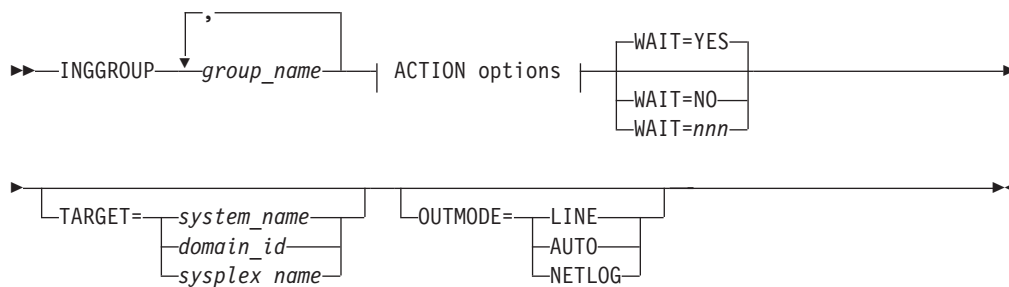 ,
INGGROUP group_name ACTION options WAIT=YES
WAIT=NO
WAIT=nnn
TARGET= system_name OUTMODE= LINE
domain_id AUTO
sysplex name NETLOG